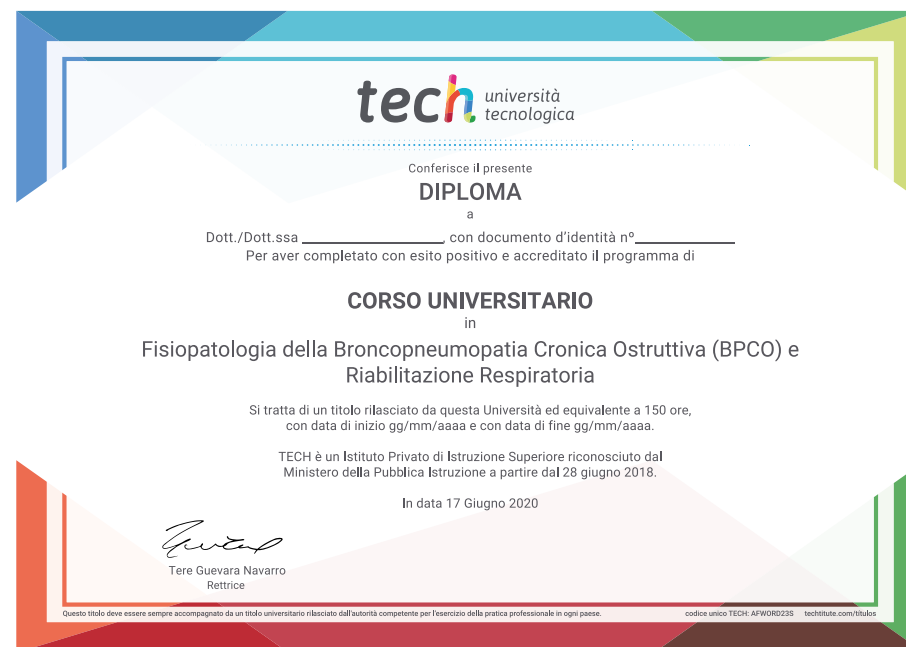 tech università
tecnologica
Conferisce il presente
DIPLOMA
a
Dott./Dott.ssa _________________, con documento d'identità nº____________
Per aver completato con esito positivo e accreditato il programma di
CORSO UNIVERSITARIO
in
Fisiopatologia della Broncopneumopatia Cronica Ostruttiva (BPCO) e
Riabilitazione Respiratoria
Si tratta di un titolo rilasciato da questa Università ed equivalente a 150 ore,
con data di inizio gg/mm/aaaa e con data di fine gg/mm/aaaa.
TECH è un Istituto Privato di Istruzione Superiore riconosciuto dal
Ministero della Pubblica Istruzione a partire dal 28 giugno 2018.
In data 17 Giugno 2020
Tere Guevara Navarro
Rettrice
Questo titolo deve essere sempre accompagnato da un titolo universitario rilasciato dall'autorità competente per l'esercizio della pratica professionale in ogni paese. codice unico TECH: AFWORD23S techtitute.com/títulos